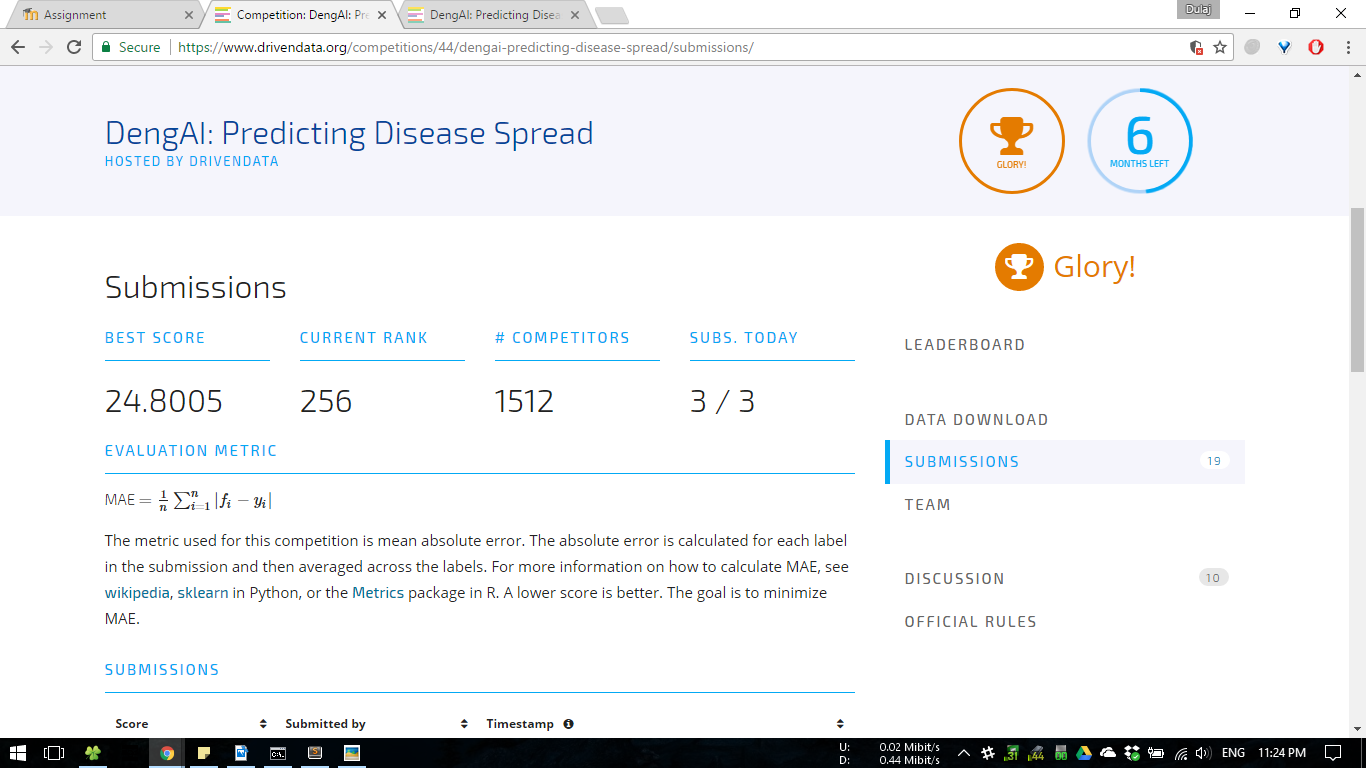 Assignment
Competition: DengAI: Pre
DengAI: Predicting Disea
Dulaj
Secure
https://www.drivendata.org/competitions/44/dengai-predicting-disease-spread/submissions/
DengAI: Predicting Disease Spread
HOSTED BY DRIVENDATA
GLORY!
6
MONTHS LEFT
Glory!
Submissions
BEST SCORE CURRENT RANK # COMPETITORS SUBS. TODAY
24.8005 256 1512 3 / 3
EVALUATION METRIC
MAE = 1/n ∑ⁿᵢ₌₁ |fᵢ − yᵢ|
The metric used for this competition is mean absolute error. The absolute error is calculated for each label
in the submission and then averaged across the labels. For more information on how to calculate MAE, see
wikipedia, sklearn in Python, or the Metrics package in R. A lower score is better. The goal is to minimize
MAE.
SUBMISSIONS
Score Submitted by Timestamp
LEADERBOARD
DATA DOWNLOAD
SUBMISSIONS 19
TEAM
DISCUSSION 10
OFFICIAL RULES
U: 0.02 Mibit/s
D: 0.44 Mibit/s
31
44
ENG
11:24 PM